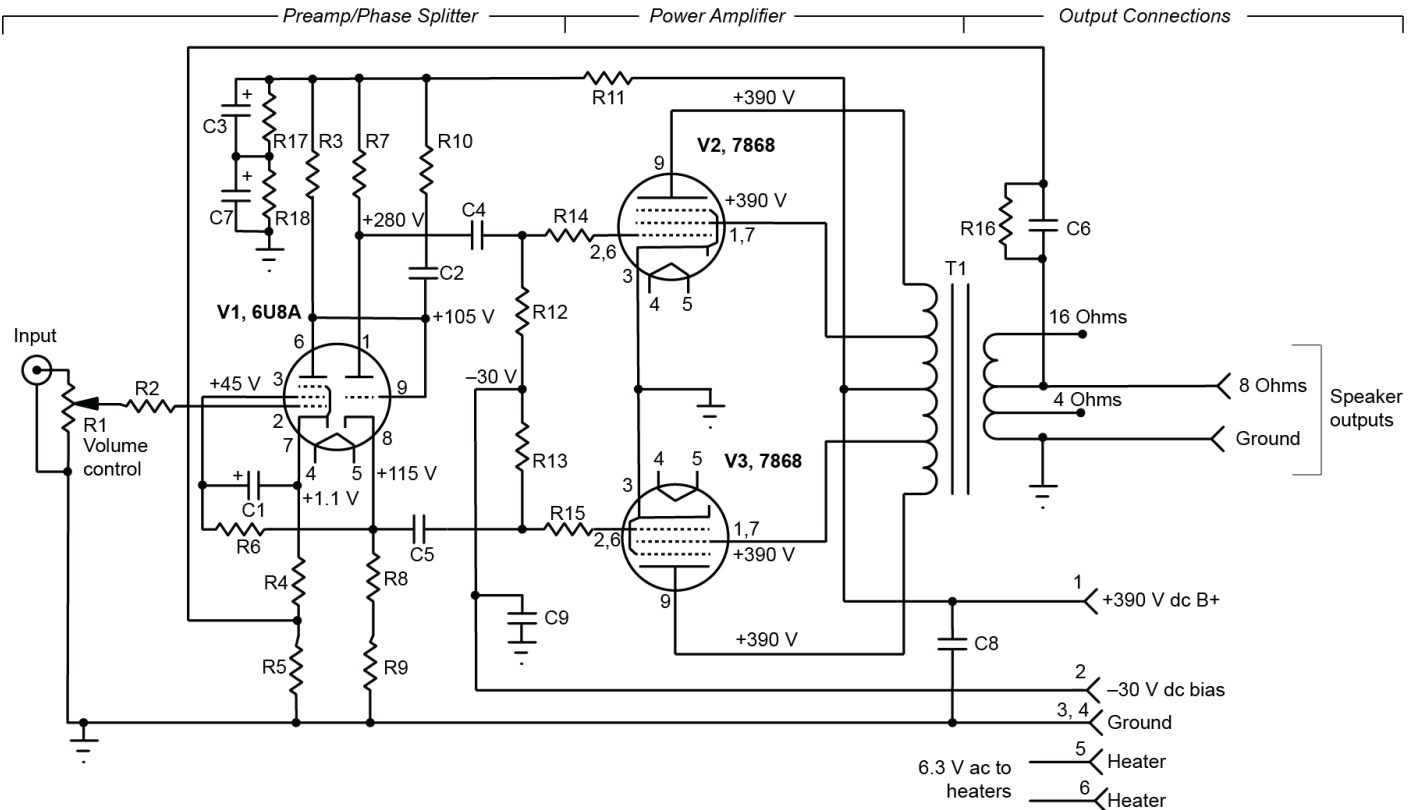 Preamp/Phase Splitter
Power Amplifier
Output Connections
R11
+390 V
+
C3
R17
R3
R7
R10
V2, 7868
9
+
C7
R18
+280 V
C4
R14
+390 V
1,7
2,6
R16
C6
3
4
5
C2
T1
V1, 6U8A
+105 V
R12
16 Ohms
Input
6
1
–30 V
R2
+45 V
3
9
8 Ohms
4 Ohms
Speaker
outputs
R1
Volume
control
2
7
8
4
5
Ground
+115 V
R13
4
5
V3, 7868
+
C1
+1.1 V
3
R6
C5
R15
2,6
1,7
+390 V
R4
R8
9
1
+390 V dc B+
C9
+390 V
C8
R5
R9
2
–30 V dc bias
3, 4
Ground
5
Heater
6.3 V ac to
heaters
6
Heater